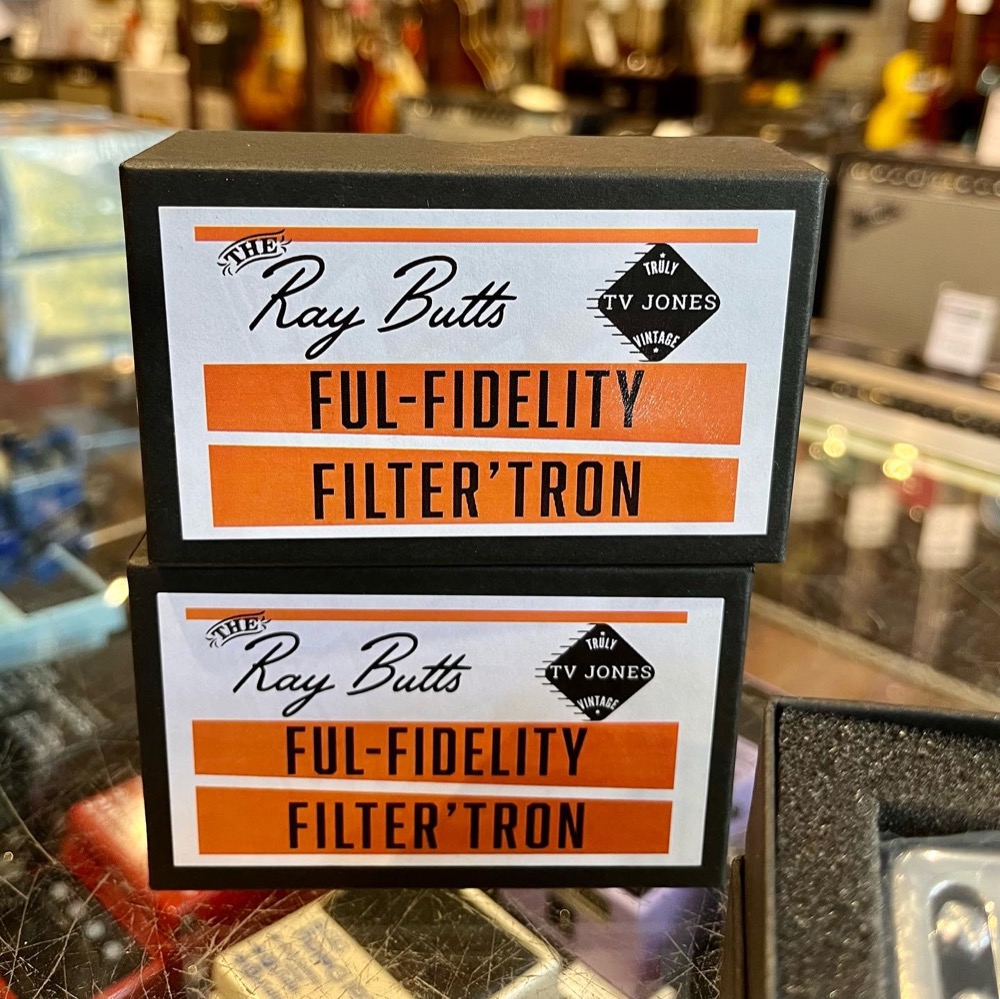 THE
Ray Butts
TRULY
TV JONES
VINTAGE
FUL-FIDELITY
FILTER'TRON
THE
Ray Butts
TRULY
TV JONES
VINTAGE
FUL-FIDELITY
FILTER'TRON